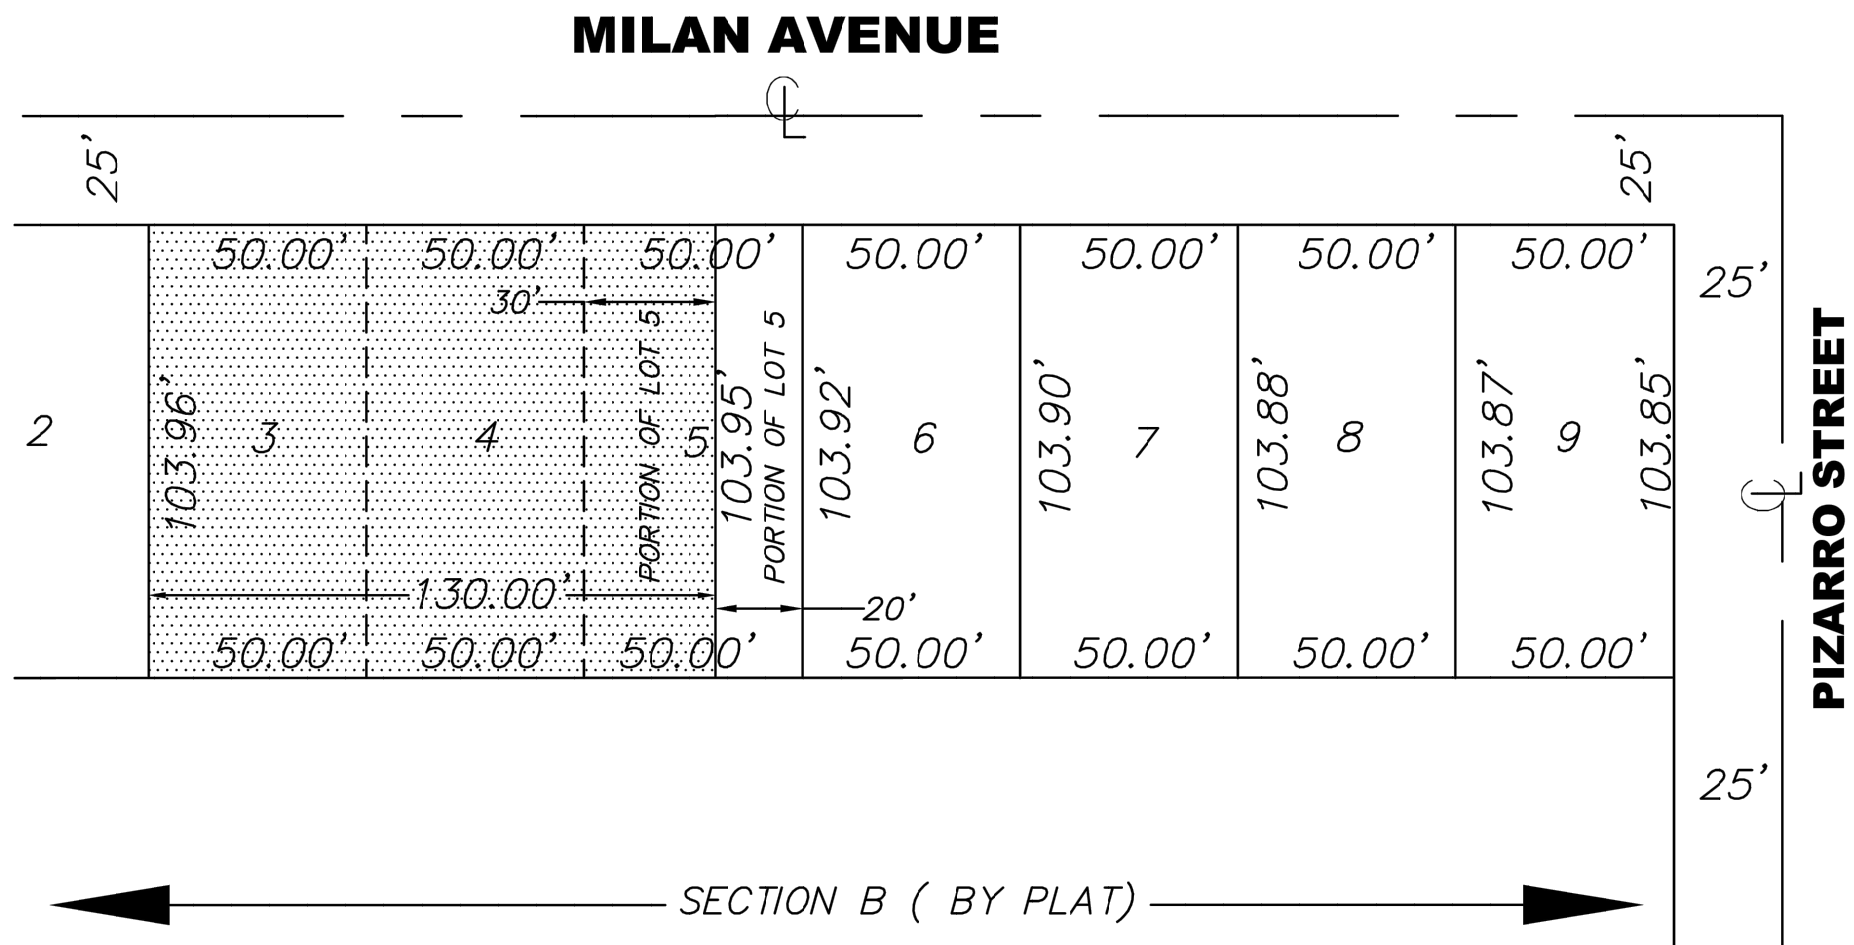 MILAN AVENUE
℄
25'
25'
50.00' 50.00' 50.00' 50.00' 50.00' 50.00' 50.00'
25'
30'
PORTION OF LOT 5
PORTION OF LOT 5
2 3 4 5 6 7 8 9
103.96' 103.95' 103.92' 103.90' 103.88' 103.87' 103.85'
℄
PIZARRO STREET
130.00'
20'
50.00' 50.00' 50.00' 50.00' 50.00' 50.00' 50.00'
25'
SECTION B ( BY PLAT)